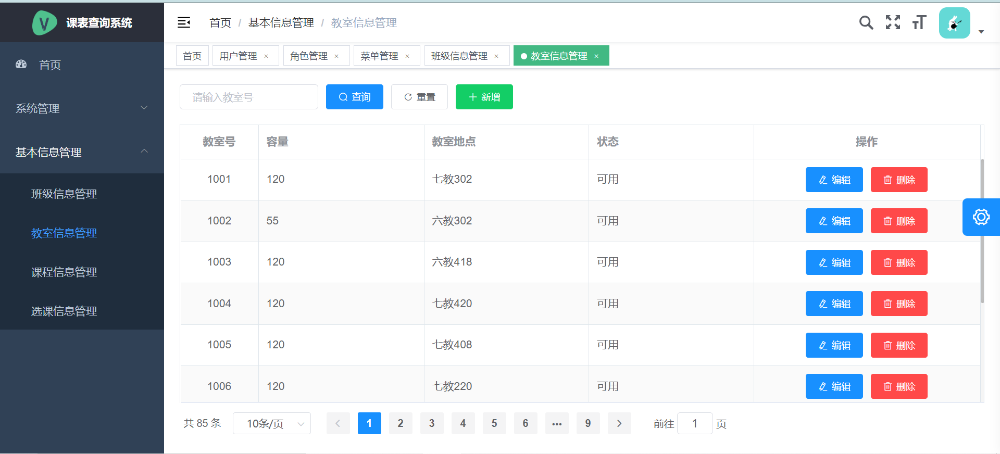 V 课表查询系统
首页 / 基本信息管理 / 教室信息管理
首页
系统管理
基本信息管理
班级信息管理
教室信息管理
课程信息管理
选课信息管理
首页 用户管理 × 角色管理 × 菜单管理 × 班级信息管理 × 教室信息管理 ×
请输入教室号 查询 重置 新增
教室号 容量 教室地点 状态 操作
1001 120 七教302 可用 编辑 删除
1002 55 六教302 可用 编辑 删除
1003 120 六教418 可用 编辑 删除
1004 120 七教420 可用 编辑 删除
1005 120 七教408 可用 编辑 删除
1006 120 七教220 可用 编辑 删除
共 85 条 10条/页 1 2 3 4 5 6 ••• 9 前往 1 页